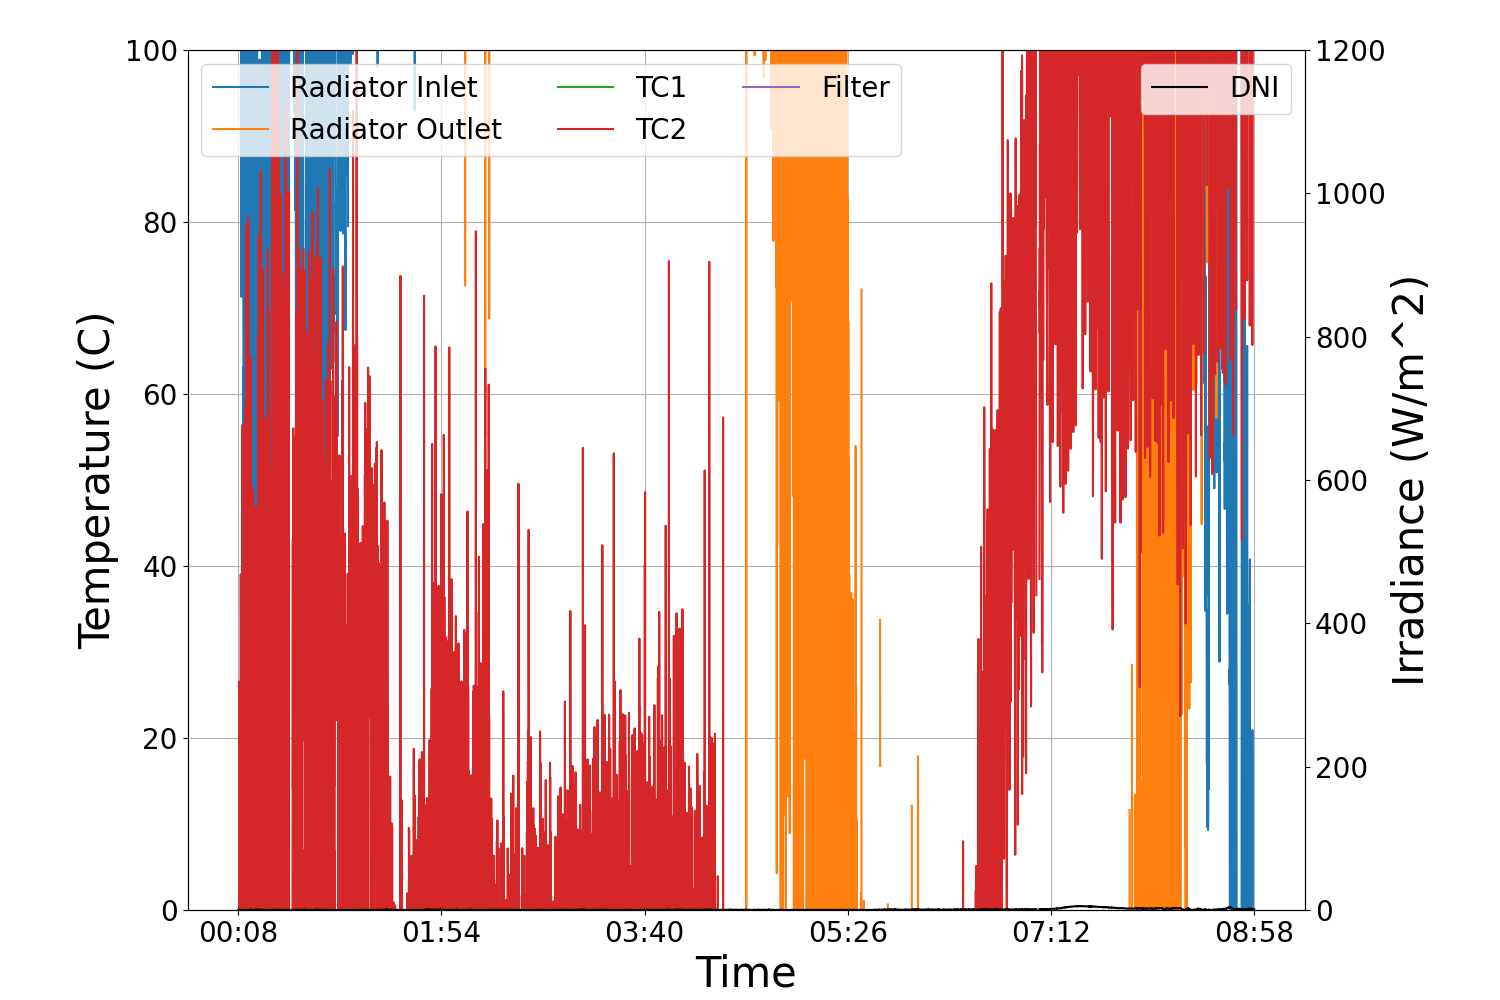 100
80
60
40
20
0
Temperature (C)
Radiator Inlet
Radiator Outlet
TC1
TC2
Filter
DNI
1200
1000
800
600
400
200
0
Irradiance (W/m^2)
00:08
01:54
03:40
05:26
07:12
08:58
Time